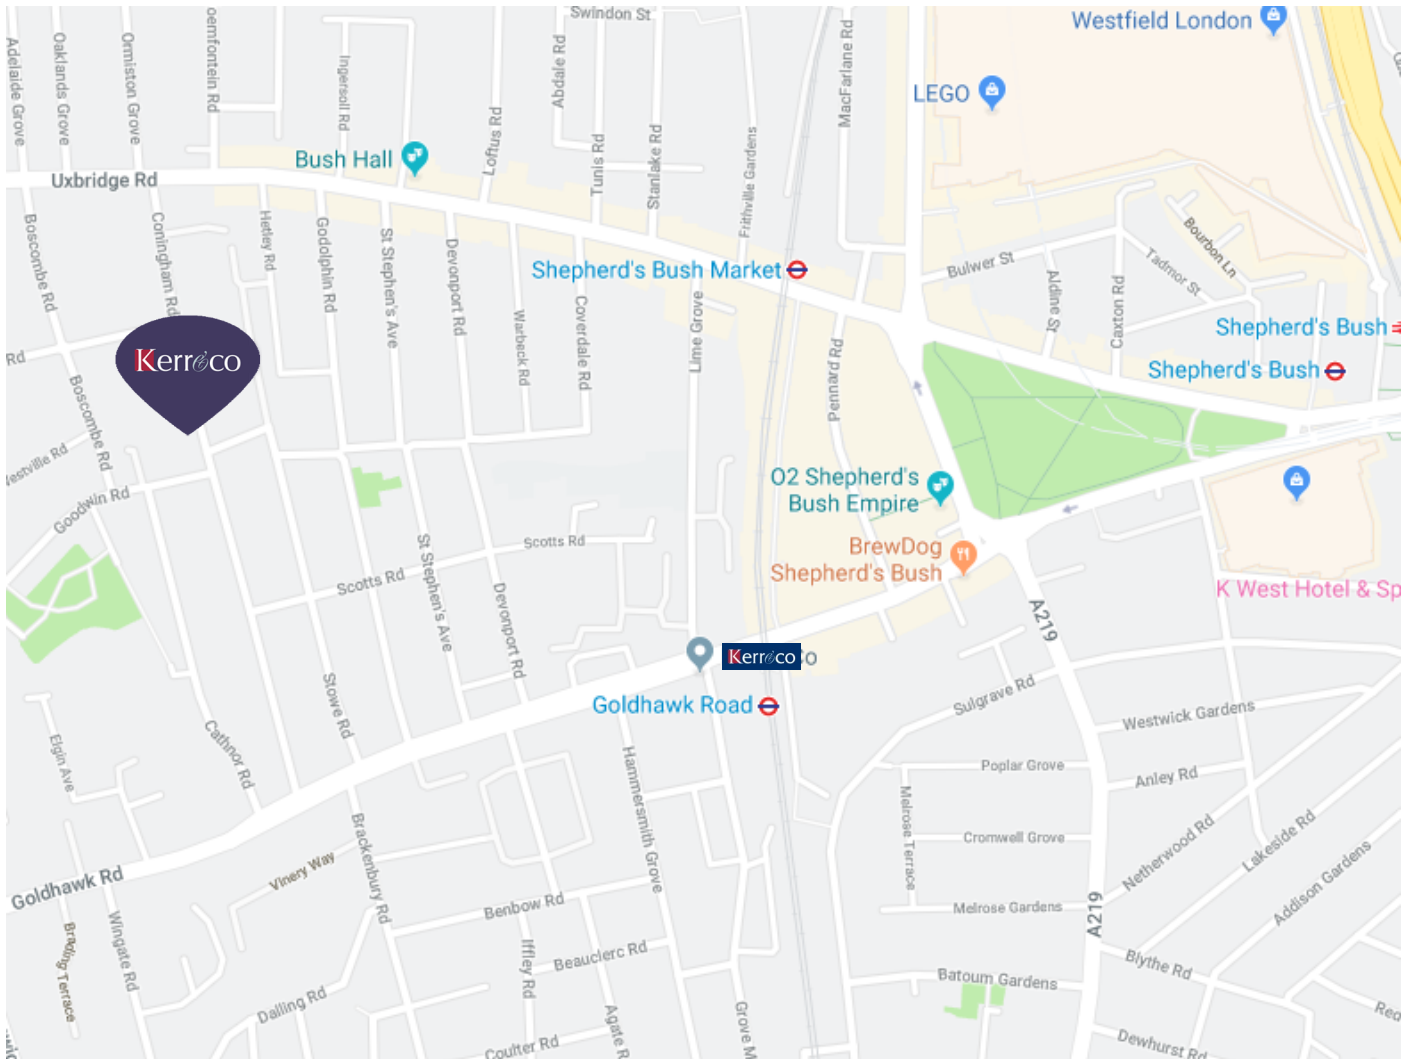 Swindon St
Westfield London
Adelaide Grove
Oaklands Grove
Ormiston Grove
oemfontein Rd
Ingersoll Rd
Loftus Rd
Abdale Rd
Tunis Rd
Stanlake Rd
Frithville Gardens
MacFarlane Rd
LEGO
Bush Hall
Uxbridge Rd
Boscombe Rd
Coningham Rd
Hetley Rd
Godolphin Rd
St Stephen's Ave
Devonport Rd
Warbeck Rd
Coverdale Rd
Lime Grove
Shepherd's Bush Market
Pennard Rd
Bulwer St
Aldine St
Caxton Rd
Tadmor St
Bourbon Ln
Shepherd's Bush
Shepherd's Bush
Rd
Kerr&co
Boscombe Rd
Westville Rd
Goodwin Rd
O2 Shepherd's
Bush Empire
BrewDog
Shepherd's Bush
K West Hotel & Sp
Scotts Rd
Scotts Rd
St Stephen's Ave
Devonport Rd
A219
Kerr&co
Co
Goldhawk Road
Stowe Rd
Cathnor Rd
Elgin Ave
Sulgrave Rd
Westwick Gardens
Poplar Grove
Anley Rd
Melrose Terrace
Cromwell Grove
Netherwood Rd
Lakeside Rd
Addison Gardens
Hammersmith Grove
Brackenbury Rd
Vinery Way
Goldhawk Rd
Benbow Rd
Melrose Gardens
A219
Wingate Rd
Brading Terrace
Iffley Rd
Beauclerc Rd
Blythe Rd
Batoum Gardens
Dalling Rd
Agate R
Grove M
Coulter Rd
Dewhurst Rd
Red